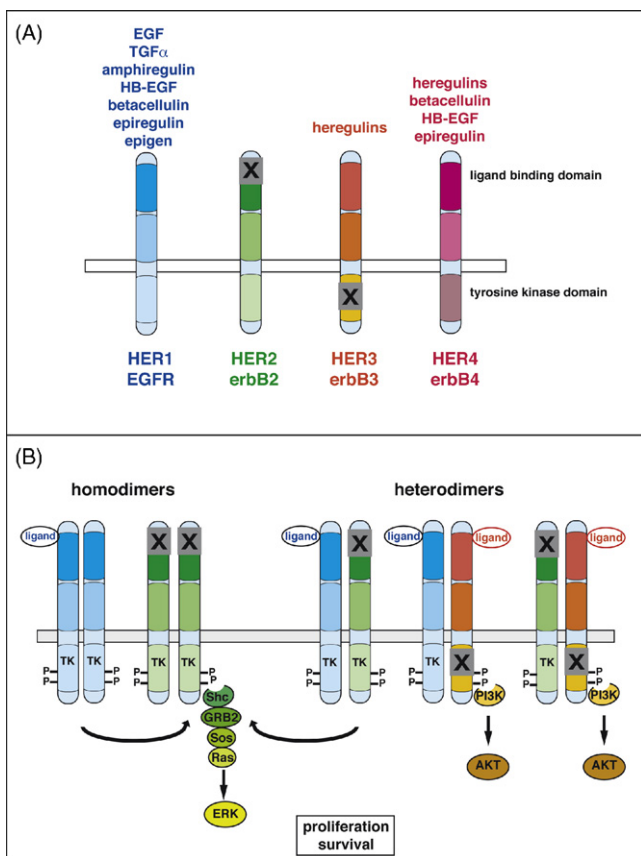 (A)
EGF
TGFα
amphiregulin
HB-EGF
betacellulin
epiregulin
epigen
heregulins
heregulins
betacellulin
HB-EGF
epiregulin
X
ligand binding domain
X
tyrosine kinase domain
HER1
EGFR
HER2
erbB2
HER3
erbB3
HER4
erbB4
(B)
homodimers
heterodimers
ligand
X X
ligand
X
ligand
ligand
X
ligand
TK TK
TK TK
TK
TK
X
TK
X
P P
P P
P P
P P
P P
P P
P P
P P
P P
P P
Shc
GRB2
Sos
Ras
ERK
PI3K
AKT
PI3K
AKT
proliferation
survival